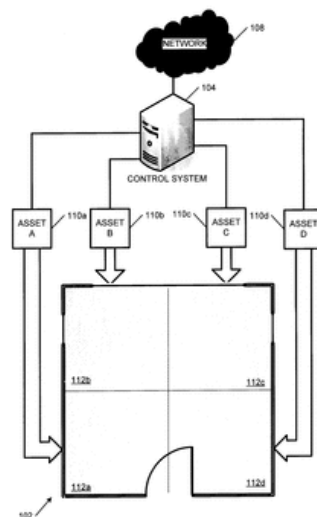 NETWORK
108
104
CONTROL SYSTEM
ASSET A
110a
110b
ASSET B
110c
ASSET C
110d
ASSET D
112b
112c
112a
112d
102